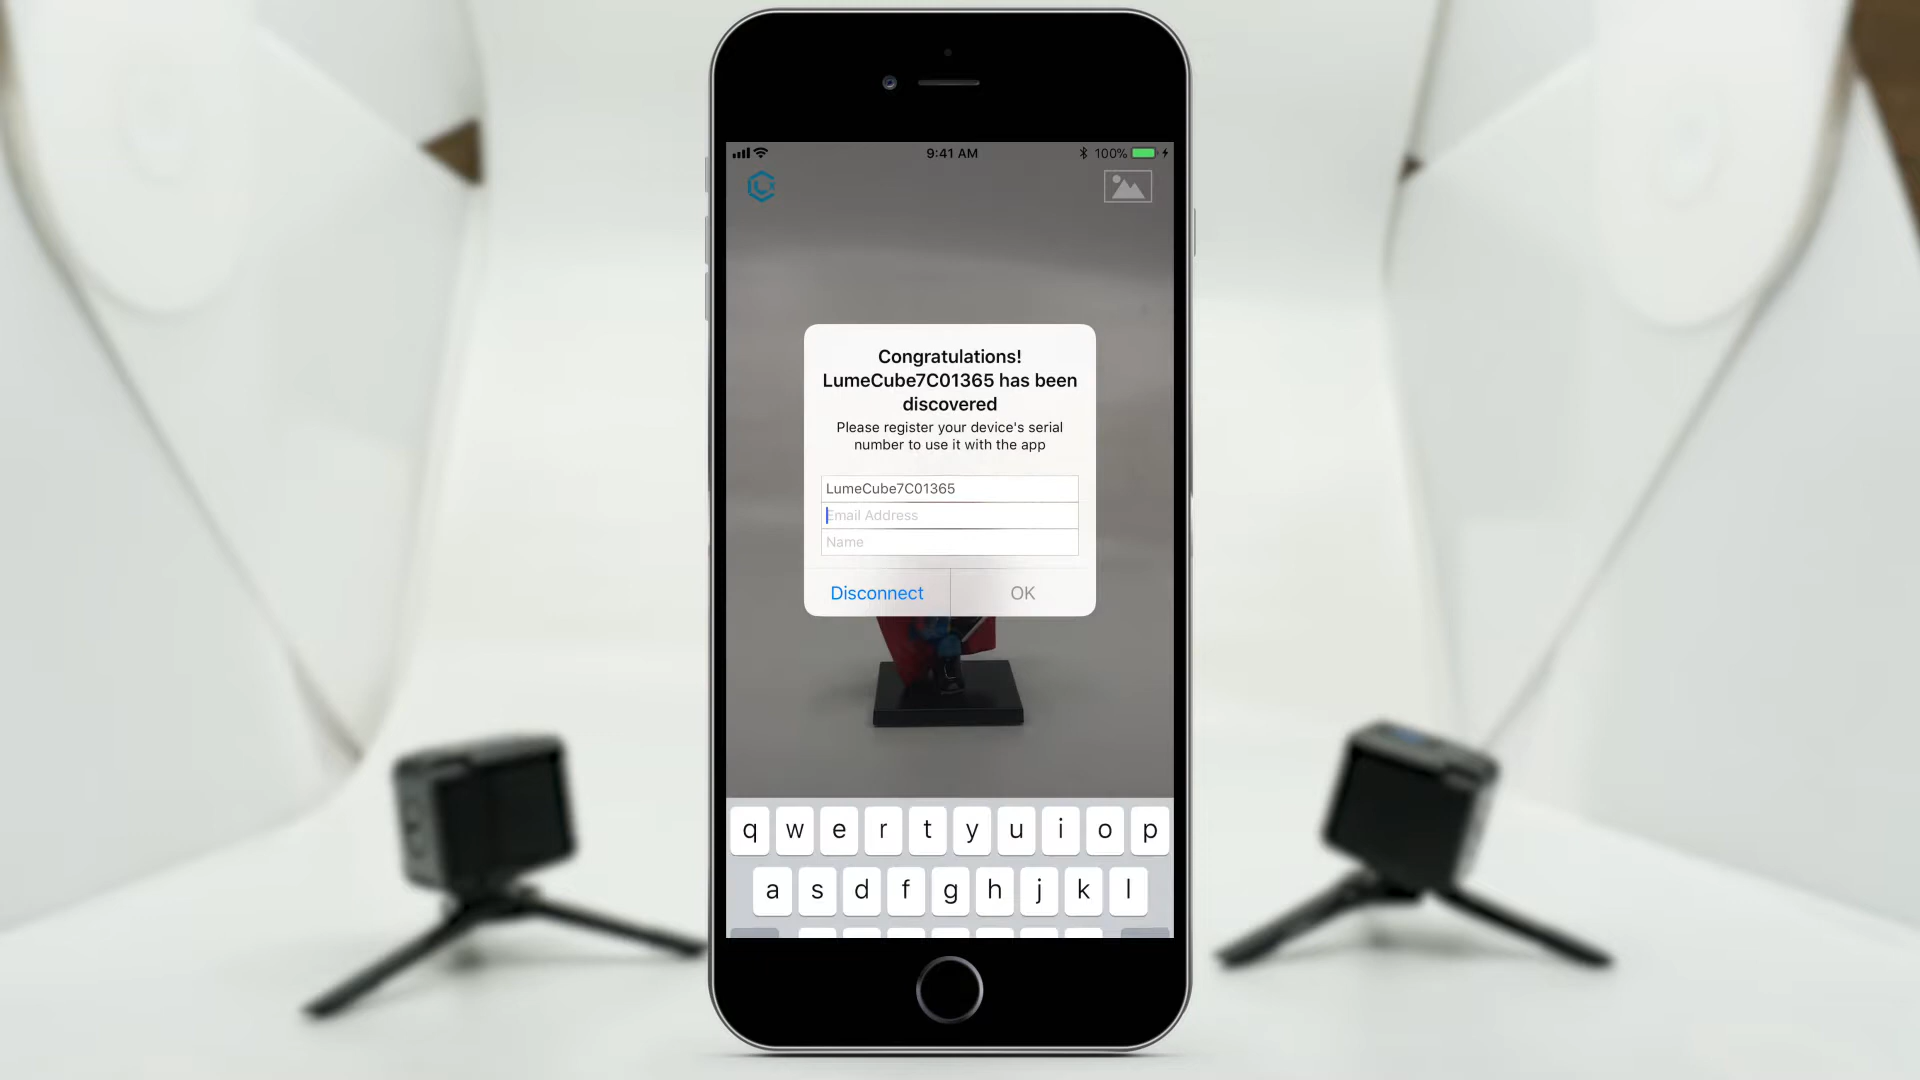 9:41 AM
100%
Congratulations!
LumeCube7C01365 has been
discovered
Please register your device's serial
number to use it with the app
LumeCube7C01365
Email Address
Name
Disconnect OK
q w e r t y u i o p
a s d f g h j k l